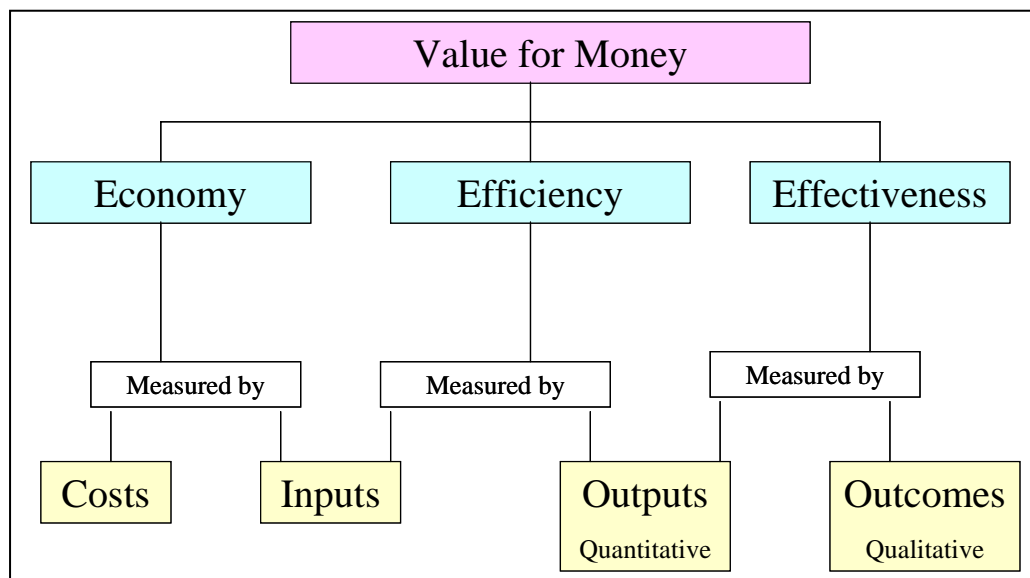 Value for Money
Economy
Efficiency
Effectiveness
Measured by
Measured by
Measured by
Costs
Inputs
Outputs
Quantitative
Outcomes
Qualitative